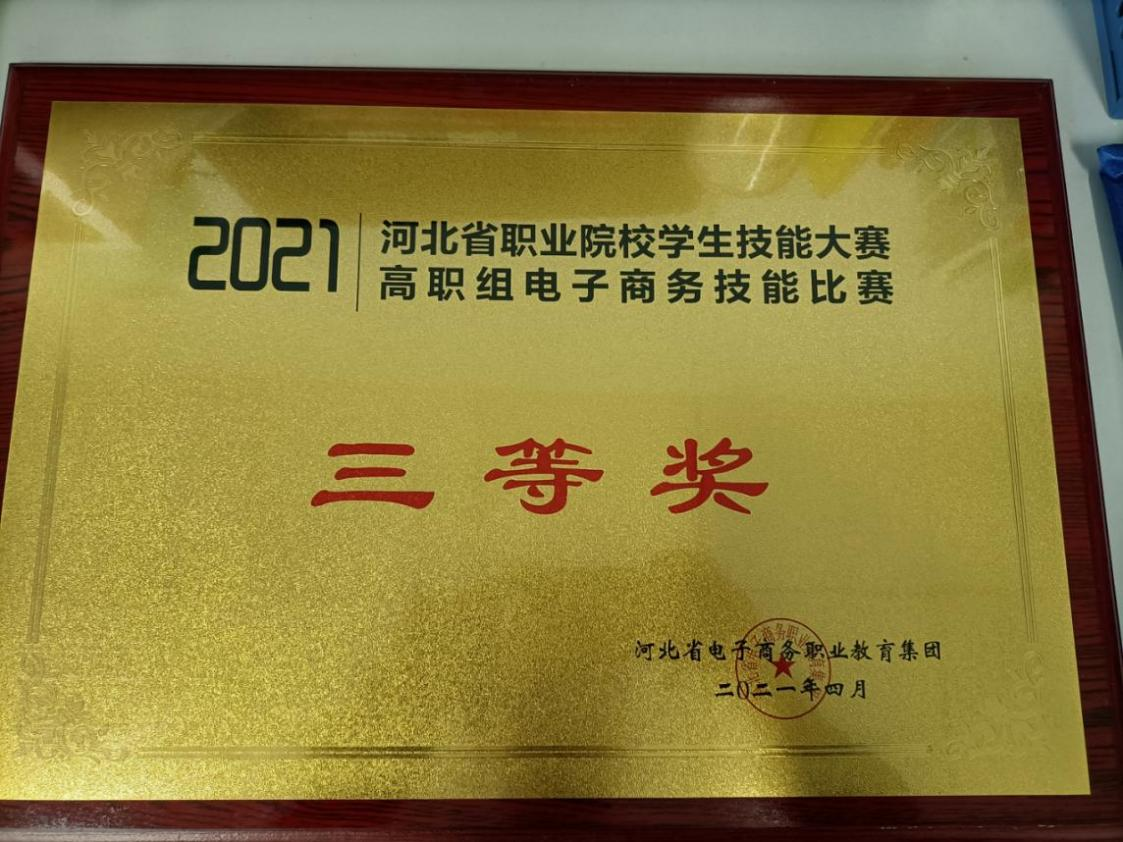 2021 河北省职业院校学生技能大赛
高职组电子商务技能比赛
三等奖
河北省电子商务职业教育集团
二〇二一年四月